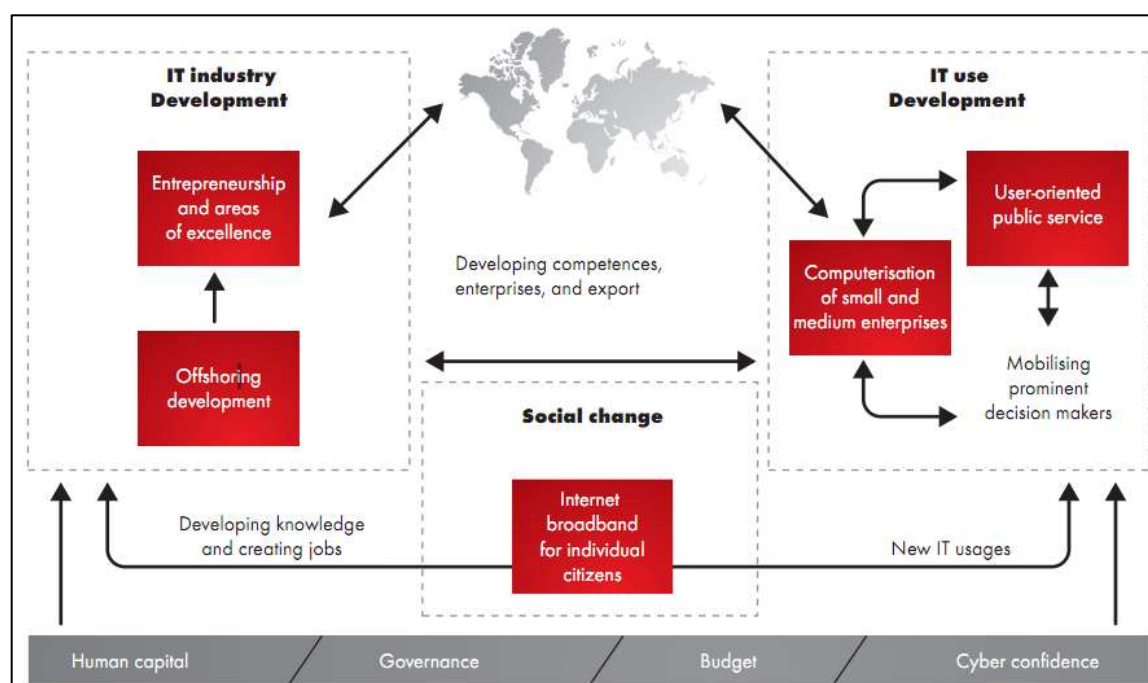 IT industry
Development
Entrepreneurship
and areas
of excellence
Offshoring
development
Developing competences,
enterprises, and export
IT use
Development
User-oriented
public service
Computerisation
of small and
medium enterprises
Mobilising
prominent
decision makers
Social change
Internet
broadband
for individual
citizens
Developing knowledge
and creating jobs
New IT usages
Human capital
Governance
Budget
Cyber confidence